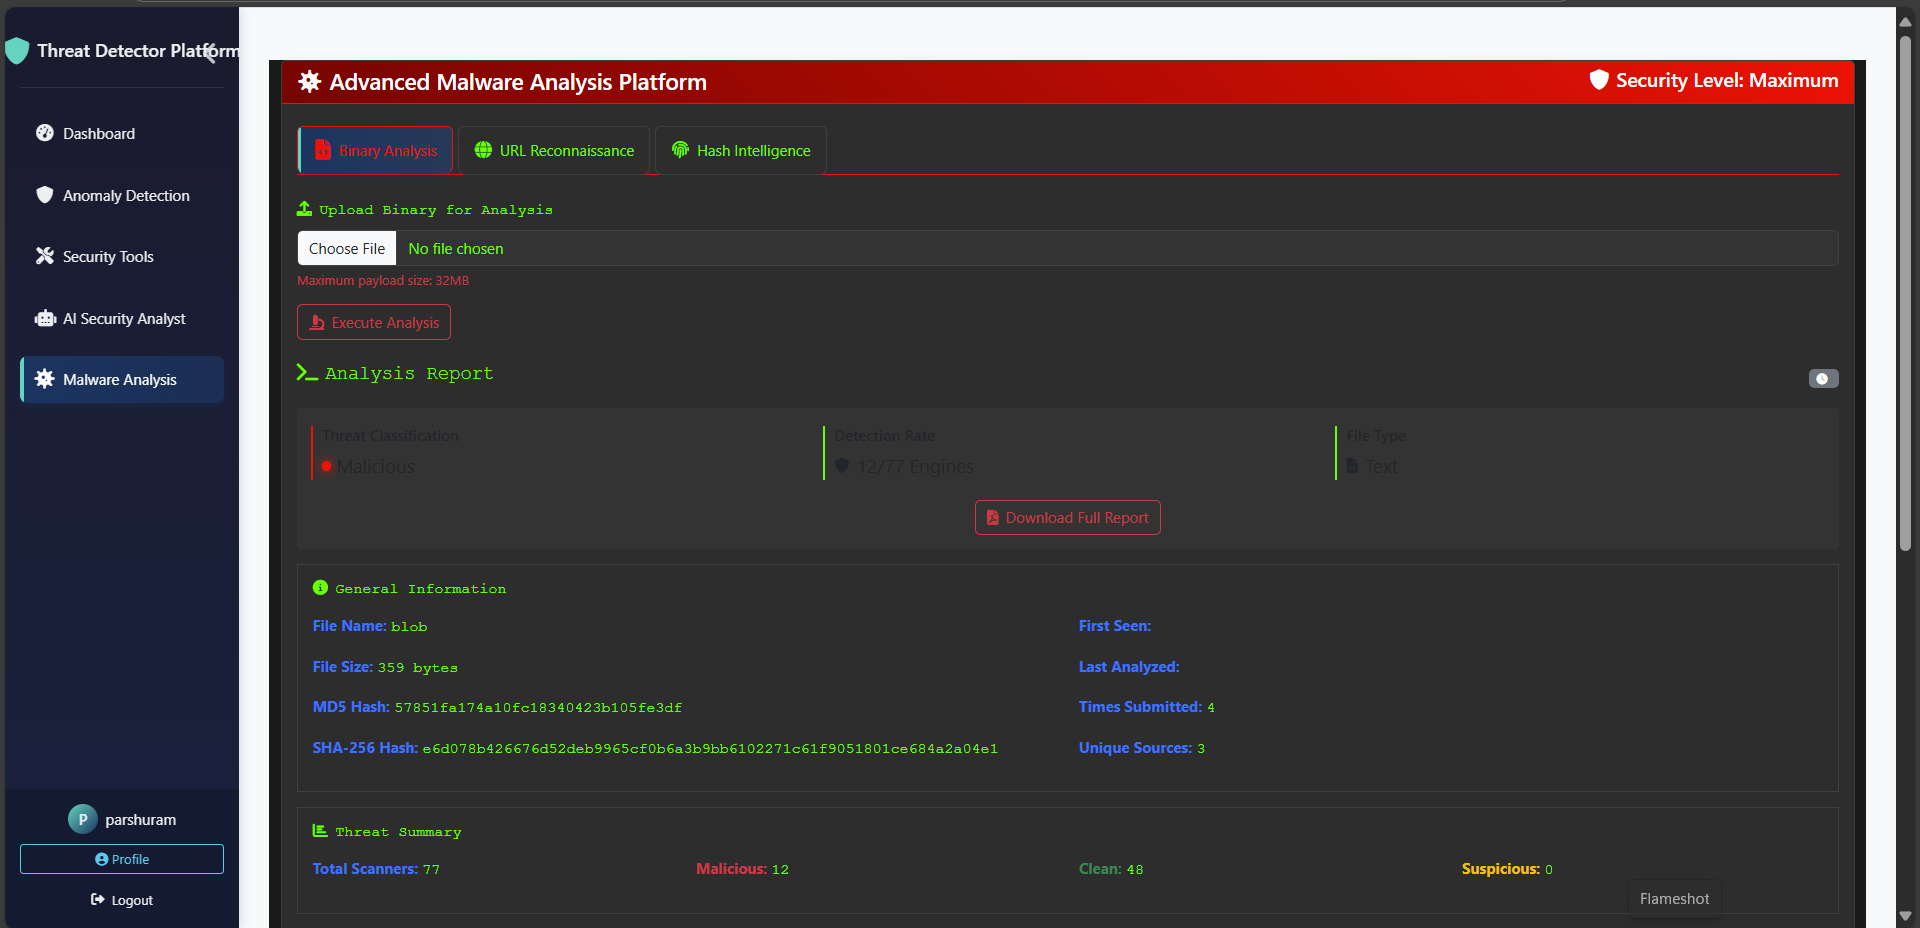 Threat Detector Platform
Dashboard
Anomaly Detection
Security Tools
AI Security Analyst
Malware Analysis
P parshuram
Profile
Logout
Advanced Malware Analysis Platform
Security Level: Maximum
Binary Analysis
URL Reconnaissance
Hash Intelligence
Upload Binary for Analysis
Choose File No file chosen
Maximum payload size: 32MB
Execute Analysis
Analysis Report
Threat Classification
Malicious
Detection Rate
12/77 Engines
File Type
Text
Download Full Report
General Information
File Name: blob
File Size: 359 bytes
MD5 Hash: 57851fa174a10fc18340423b105fe3df
SHA-256 Hash: e6d078b426676d52deb9965cf0b6a3b9bb6102271c61f9051801ce684a2a04e1
First Seen:
Last Analyzed:
Times Submitted: 4
Unique Sources: 3
Threat Summary
Total Scanners: 77
Malicious: 12
Clean: 48
Suspicious: 0
Flameshot